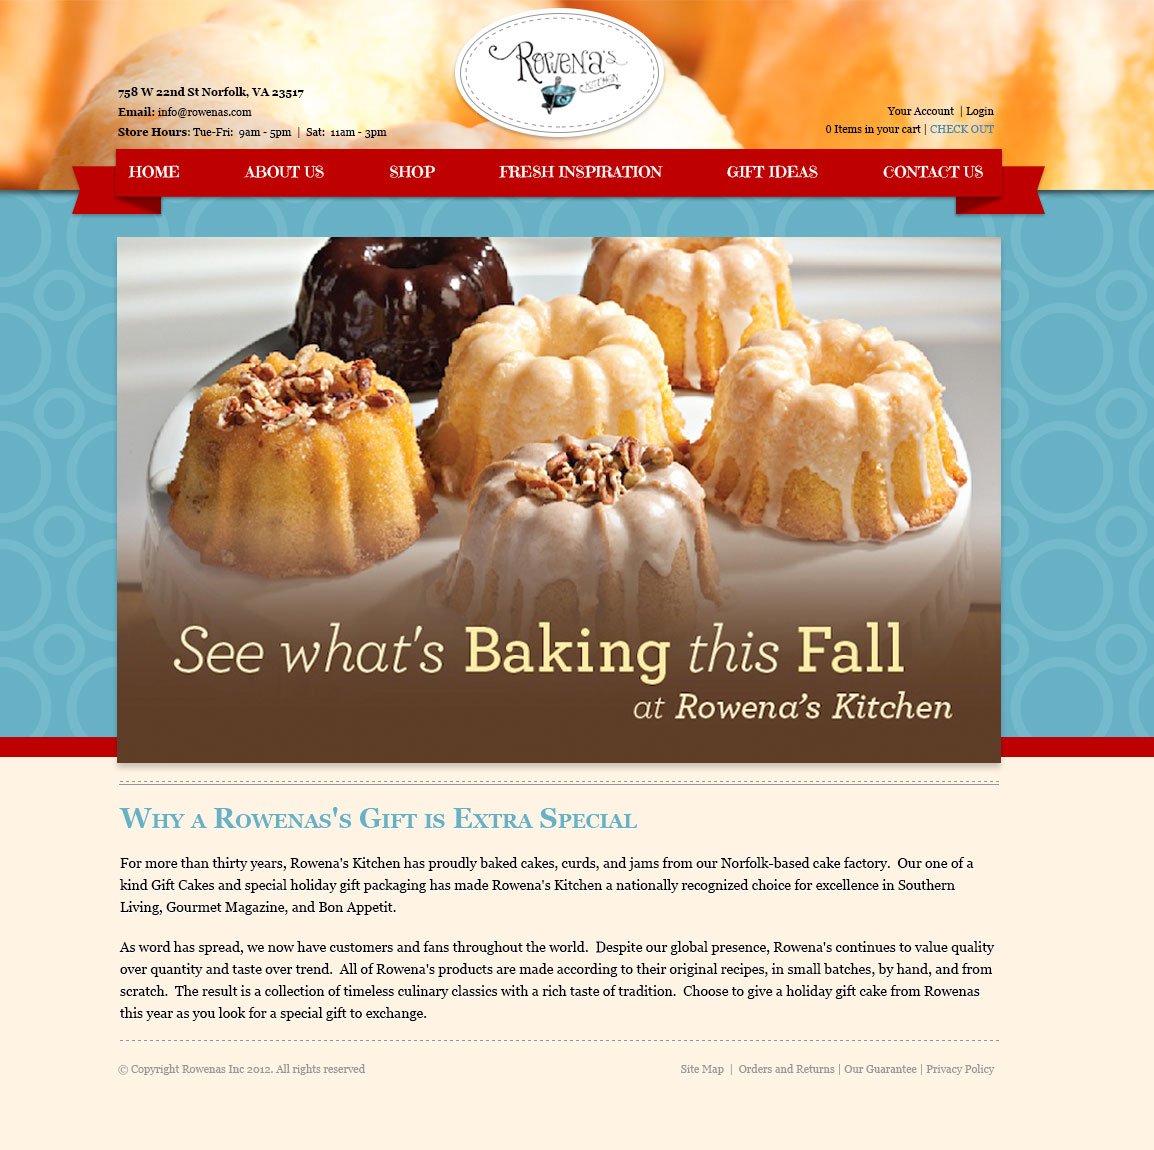 Rowena's
KITCHEN
758 W 22nd St Norfolk, VA 23517
Email: info@rowenas.com
Store Hours: Tue-Fri:  9am - 5pm  |  Sat:  11am - 3pm
Your Account  | Login
0 Items in your cart | CHECK OUT
HOME ABOUT US SHOP FRESH INSPIRATION GIFT IDEAS CONTACT US
See what's Baking this Fall
at Rowena's Kitchen
Why a Rowenas's Gift is Extra Special
For more than thirty years, Rowena's Kitchen has proudly baked cakes, curds, and jams from our Norfolk-based cake factory.  Our one of a
kind Gift Cakes and special holiday gift packaging has made Rowena's Kitchen a nationally recognized choice for excellence in Southern
Living, Gourmet Magazine, and Bon Appetit.
As word has spread, we now have customers and fans throughout the world.  Despite our global presence, Rowena's continues to value quality
over quantity and taste over trend.  All of Rowena's products are made according to their original recipes, in small batches, by hand, and from
scratch.  The result is a collection of timeless culinary classics with a rich taste of tradition.  Choose to give a holiday gift cake from Rowenas
this year as you look for a special gift to exchange.
© Copyright Rowenas Inc 2012. All rights reserved
Site Map  |  Orders and Returns | Our Guarantee | Privacy Policy